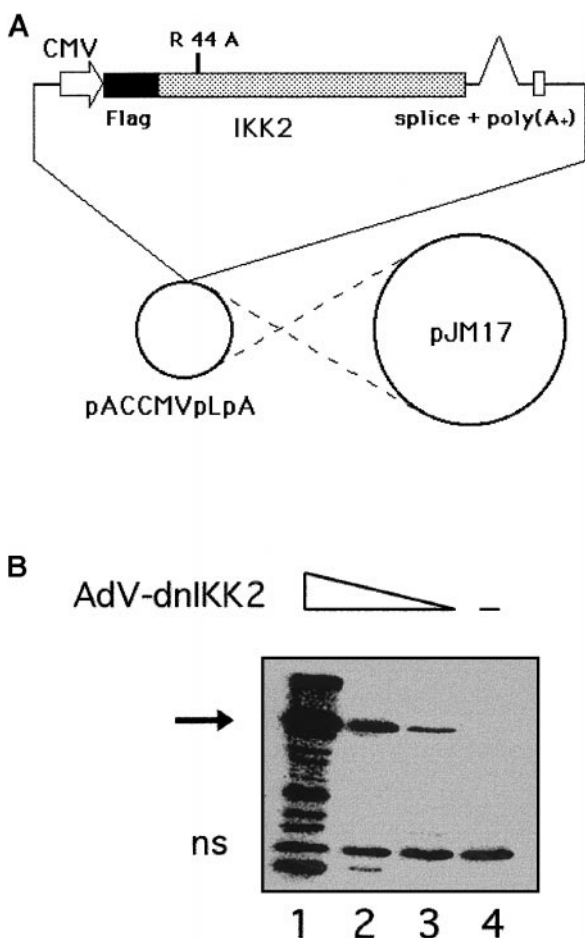 A
CMV
R 44 A
Flag
IKK2
splice + poly(A+)
pJM17
pACCMVpLpA
B
AdV-dnIKK2 –
ns
1 2 3 4